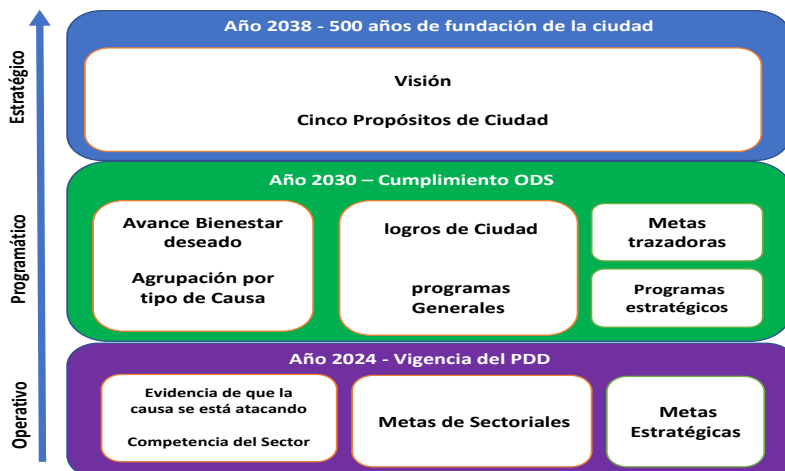 Estratégico
Año 2038 - 500 años de fundación de la ciudad
Visión
Cinco Propósitos de Ciudad
Programático
Año 2030 – Cumplimiento ODS
Avance Bienestar
deseado
Agrupación por
tipo de Causa
logros de Ciudad
programas
Generales
Metas
trazadoras
Programas
estratégicos
Operativo
Año 2024 - Vigencia del PDD
Evidencia de que la
causa se está atacando
Competencia del Sector
Metas de Sectoriales
Metas
Estratégicas